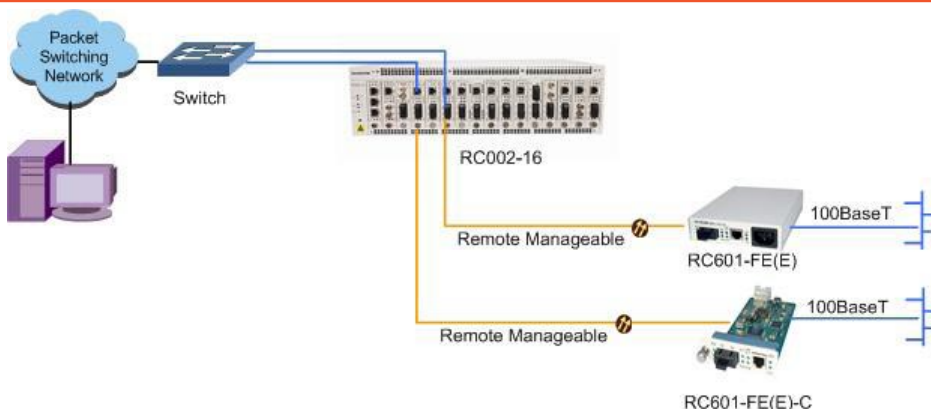 Packet
Switching
Network
Switch
RC002-16
100BaseT
Remote Manageable
RC601-FE(E)
100BaseT
Remote Manageable
RC601-FE(E)-C